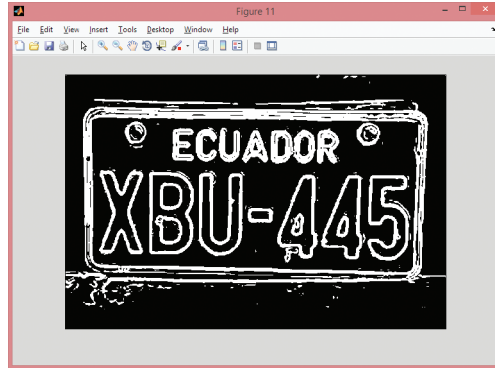 Figure 11
File Edit View Insert Tools Desktop Window Help
ECUADOR
XBU-445